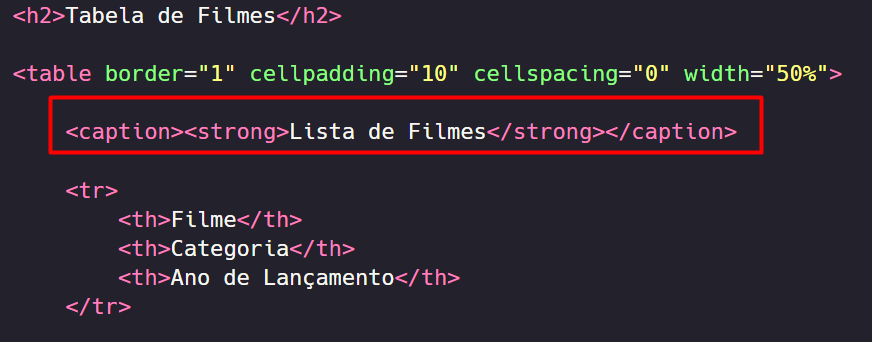 <h2>Tabela de Filmes</h2>
<table border="1" cellpadding="10" cellspacing="0" width="50%">
<caption><strong>Lista de Filmes</strong></caption>
<tr>
<th>Filme</th>
<th>Categoria</th>
<th>Ano de Lançamento</th>
</tr>